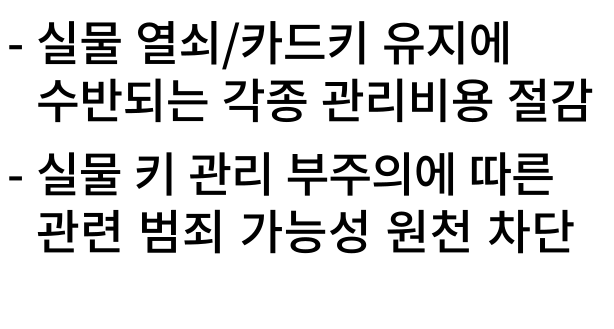 - 실물 열쇠/카드키 유지에
수반되는 각종 관리비용 절감
- 실물 키 관리 부주의에 따른
관련 범죄 가능성 원천 차단